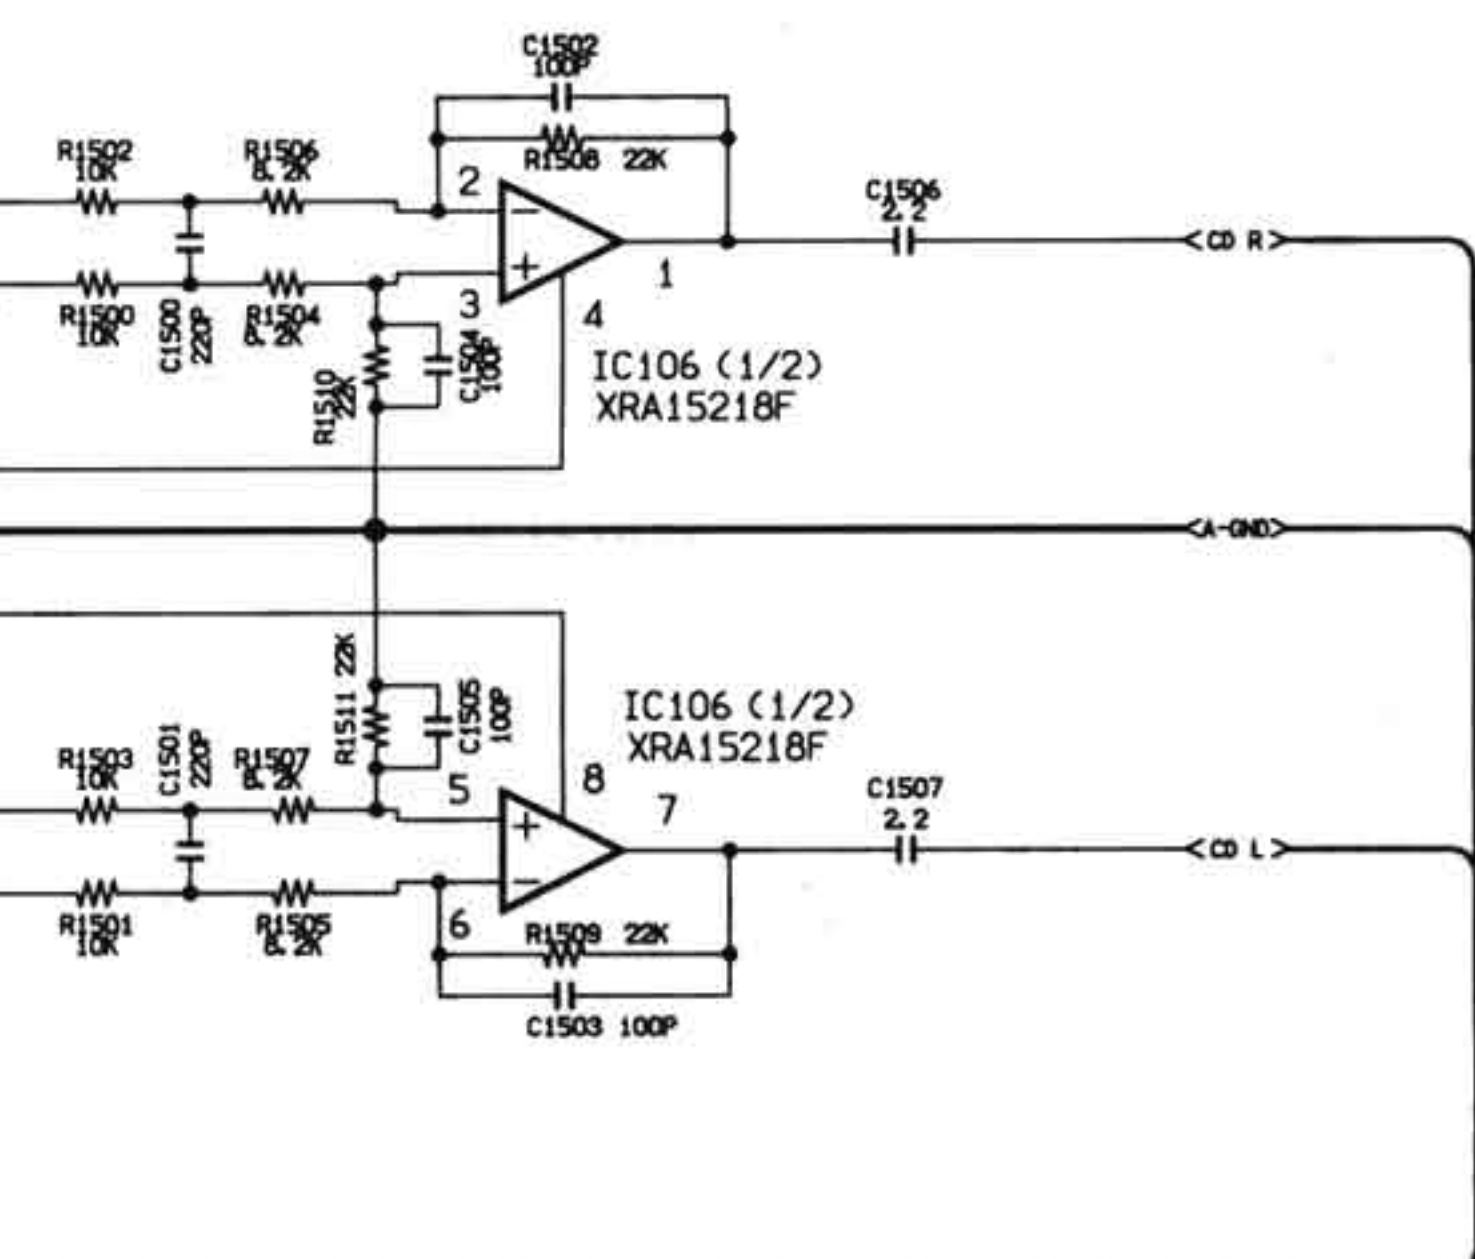 C1502
100P
R1508 22K
R1502
10K
R1506
8.2K
2
C1506
2.2
<CD R>
1
3
4
R1500
10K
C1500
220P
R1504
8.2K
C1504
100P
R1510
22K
IC106 (1/2)
XRA15218F
<A-GND>
R1511 22K
C1505
100P
IC106 (1/2)
XRA15218F
R1503
10K
C1501
220P
R1507
8.2K
5
8
7
C1507
2.2
<CD L>
R1501
10K
R1505
8.2K
6
R1509 22K
C1503 100P